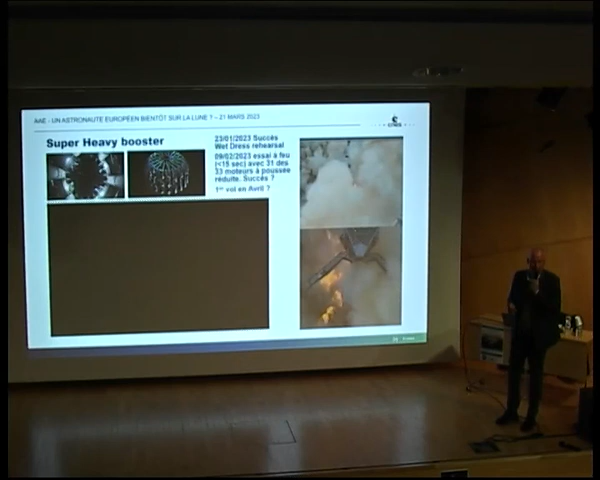 AAE - UN ASTRONAUTE EUROPÉEN BIENTÔT SUR LA LUNE ? – 21 MARS 2023
cnes
Super Heavy booster
23/01/2023 Succès
Wet Dress rehearsal
09/02/2023 essai à feu
(<15 sec) avec 31 des
33 moteurs à poussée
réduite. Succès ?
1er vol en Avril ?